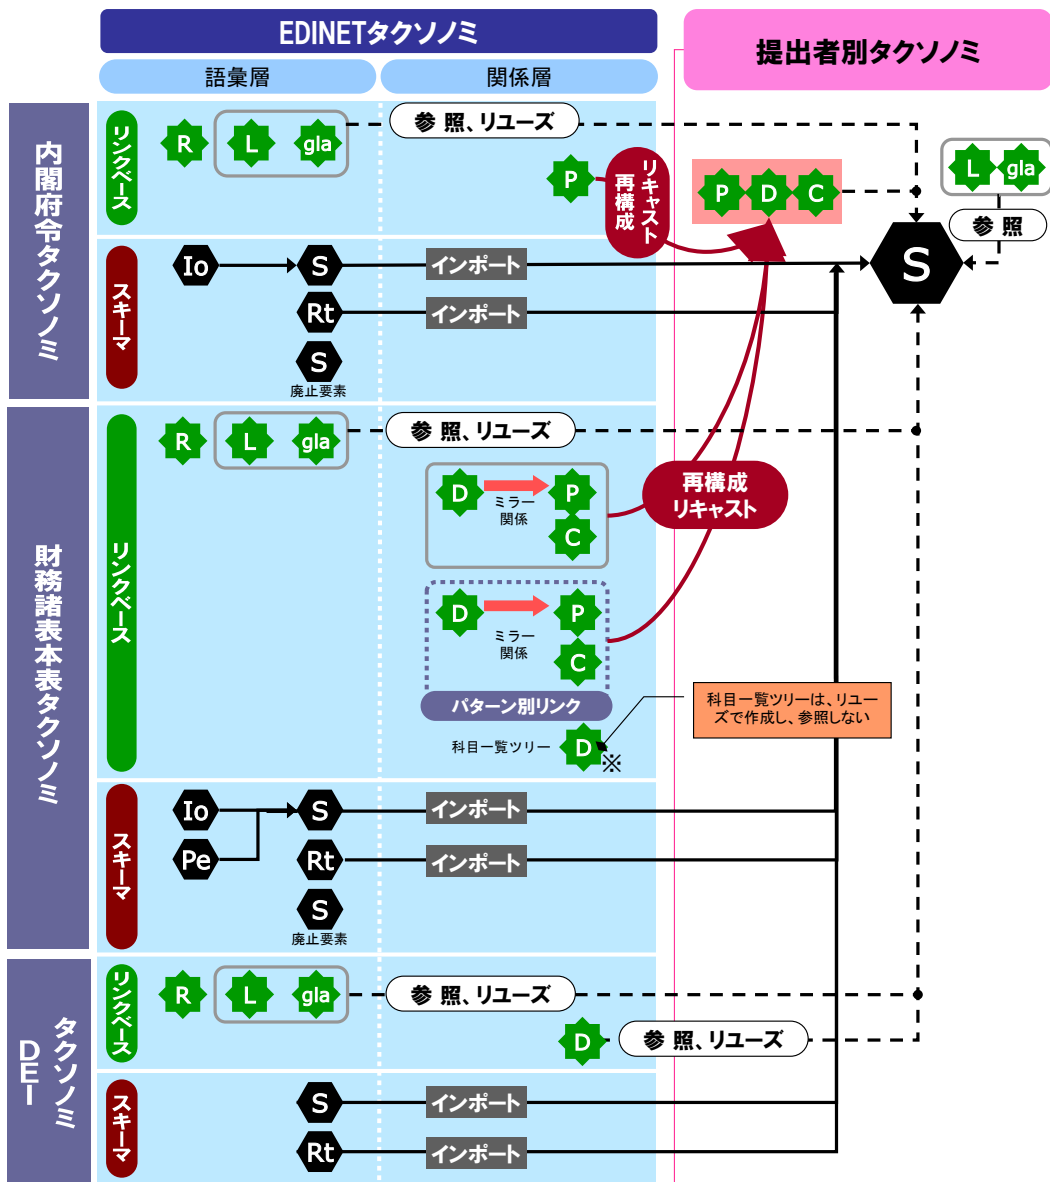 EDINETタクソノミ
提出者別タクソノミ
語彙層
関係層
内閣府令タクソノミ
リンクベース
R
L
gla
参 照、リユーズ
P
リキャスト
再構成
P
D
C
L
gla
参 照
S
スキーマ
Io
S
インポート
Rt
インポート
S
廃止要素
財務諸表本表タクソノミ
リンクベース
R
L
gla
参 照、リユーズ
D
P
ミラー
関係
C
再構成
リキャスト
D
P
ミラー
関係
C
パターン別リンク
科目一覧ツリー
D
※
科目一覧ツリーは、リユー
ズで作成し、参照しない
スキーマ
Io
S
インポート
Pe
Rt
インポート
S
廃止要素
DEI
タクソノミ
リンクベース
R
L
gla
参 照、リユーズ
D
参 照、リユーズ
スキーマ
S
インポート
Rt
インポート